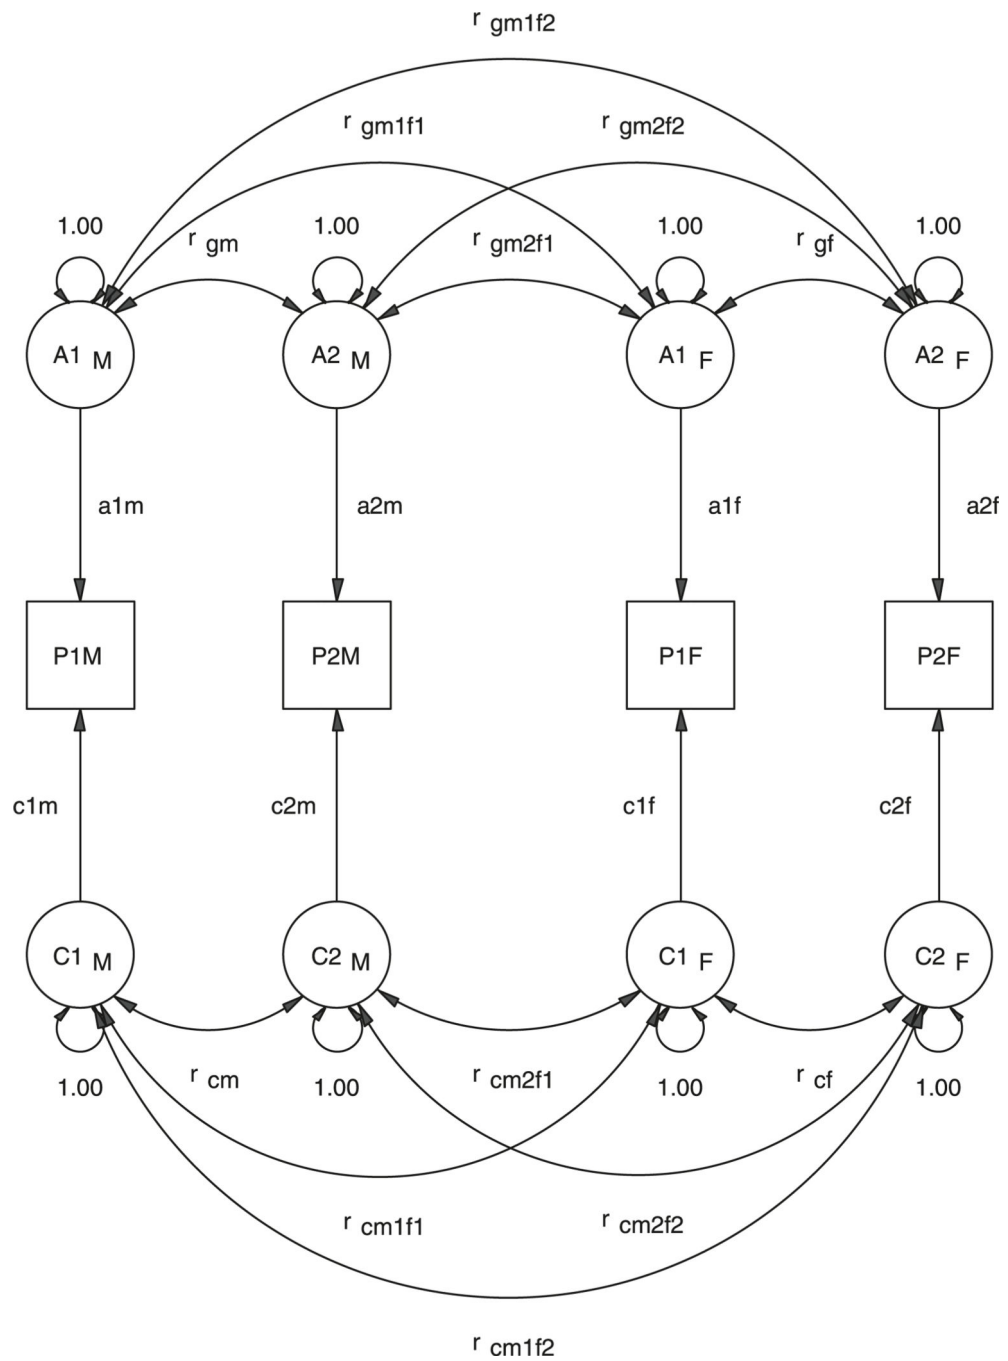 r gm1f2
r gm1f1 r gm2f2
1.00 1.00 1.00 1.00
r gm r gm2f1 r gf
A1 M A2 M A1 F A2 F
a1m a2m a1f a2f
P1M P2M P1F P2F
c1m c2m c1f c2f
C1 M C2 M C1 F C2 F
1.00 r cm 1.00 r cm2f1 1.00 r cf 1.00
r cm1f1 r cm2f2
r cm1f2